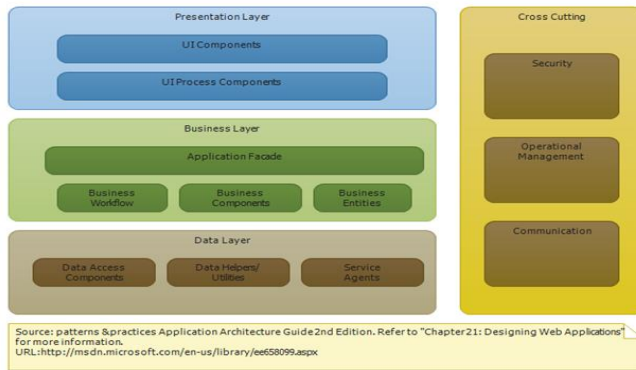 Presentation Layer
UI Components
UI Process Components
Business Layer
Application Facade
Business
Workflow
Business
Components
Business
Entities
Data Layer
Data Access
Components
Data Helpers/
Utilities
Service
Agents
Cross Cutting
Security
Operational
Management
Communication
Source: patterns &practices Application Architecture Guide 2nd Edition. Refer to "Chapter 21: Designing Web Applications"
for more information.
URL:http://msdn.microsoft.com/en-us/library/ee658099.aspx